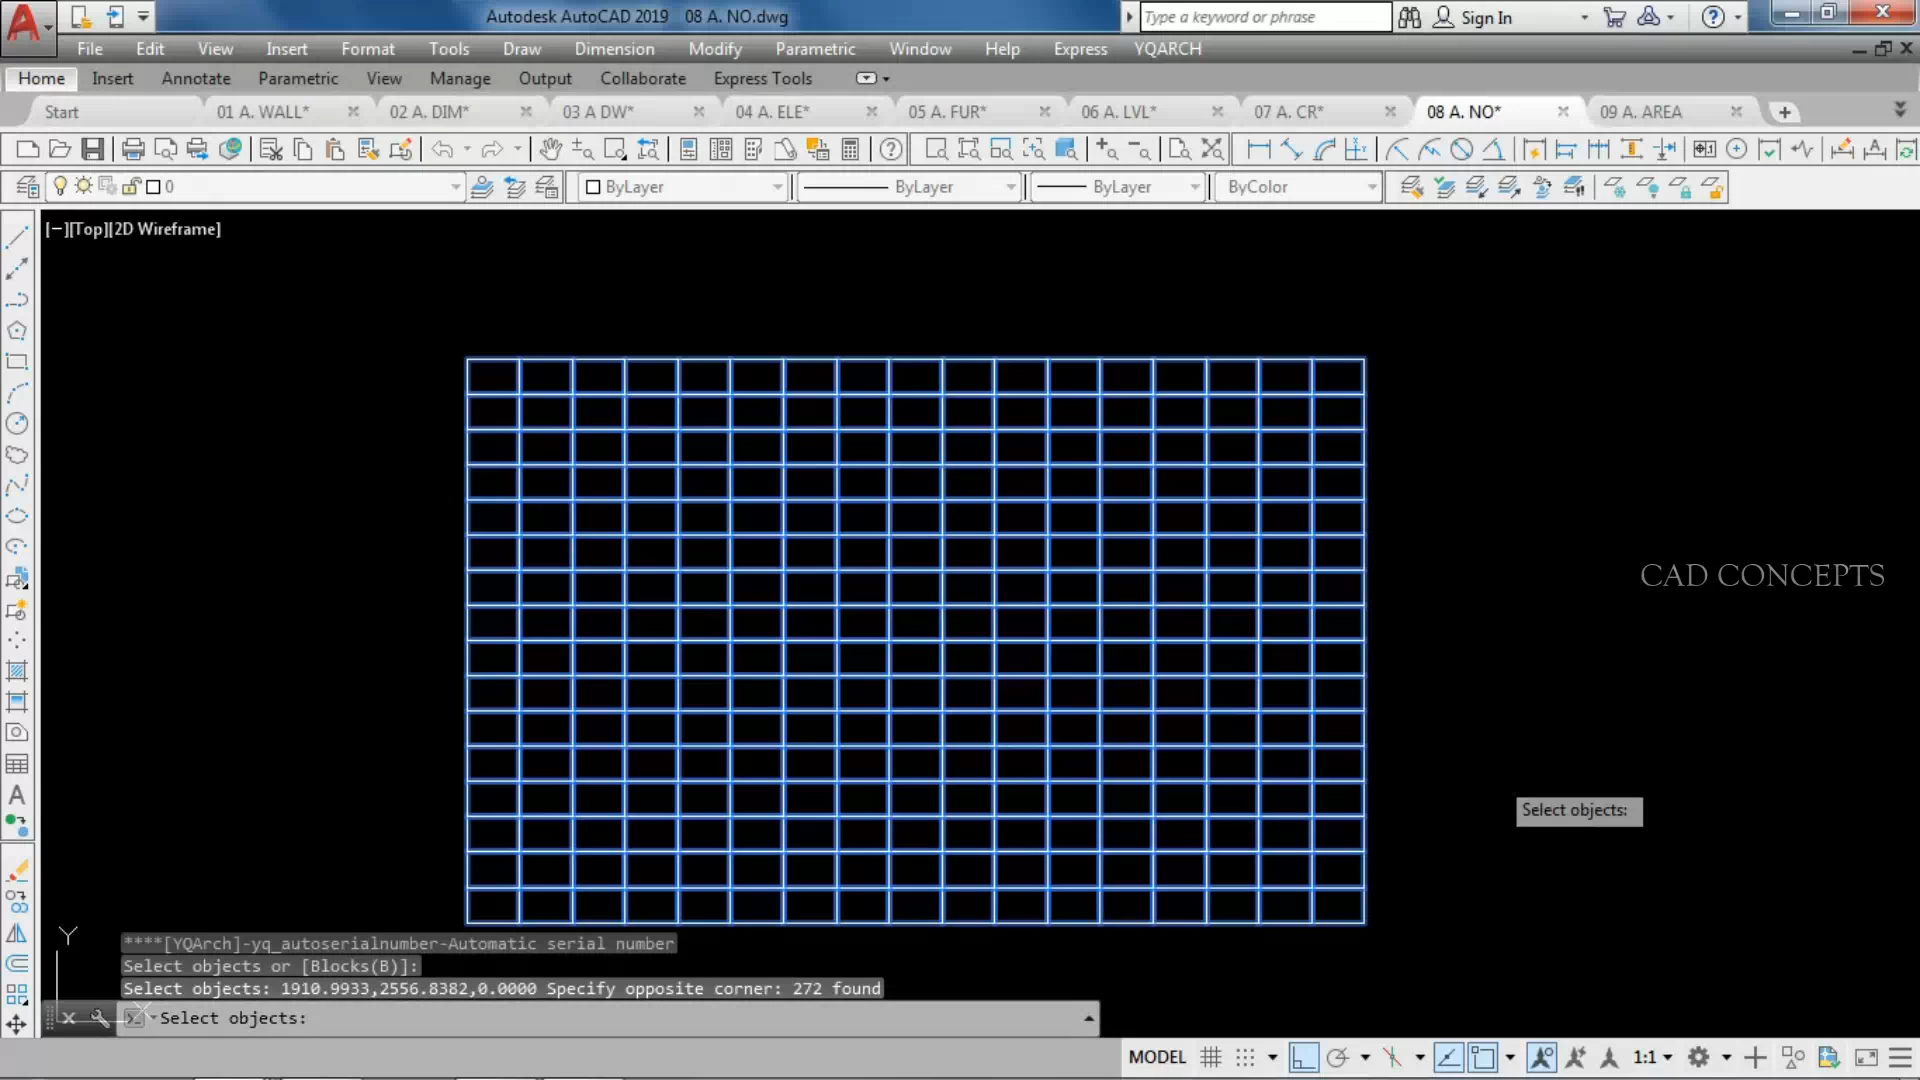 Autodesk AutoCAD 2019 08 A. NO.dwg
Type a keyword or phrase
Sign In
File Edit View Insert Format Tools Draw Dimension Modify Parametric Window Help Express YQARCH
Home Insert Annotate Parametric View Manage Output Collaborate Express Tools
Start 01 A. WALL* 02 A. DIM* 03 A DW* 04 A. ELE* 05 A. FUR* 06 A. LVL* 07 A. CR* 08 A. NO* 09 A. AREA
0 ByLayer ByLayer ByLayer ByColor
[−][Top][2D Wireframe]
CAD CONCEPTS
Select objects:
Y
****[YQArch]-yq_autoserialnumber-Automatic serial number
Select objects or [Blocks(B)]:
Select objects: 1910.9933,2556.8382,0.0000 Specify opposite corner: 272 found
Select objects:
MODEL 1:1